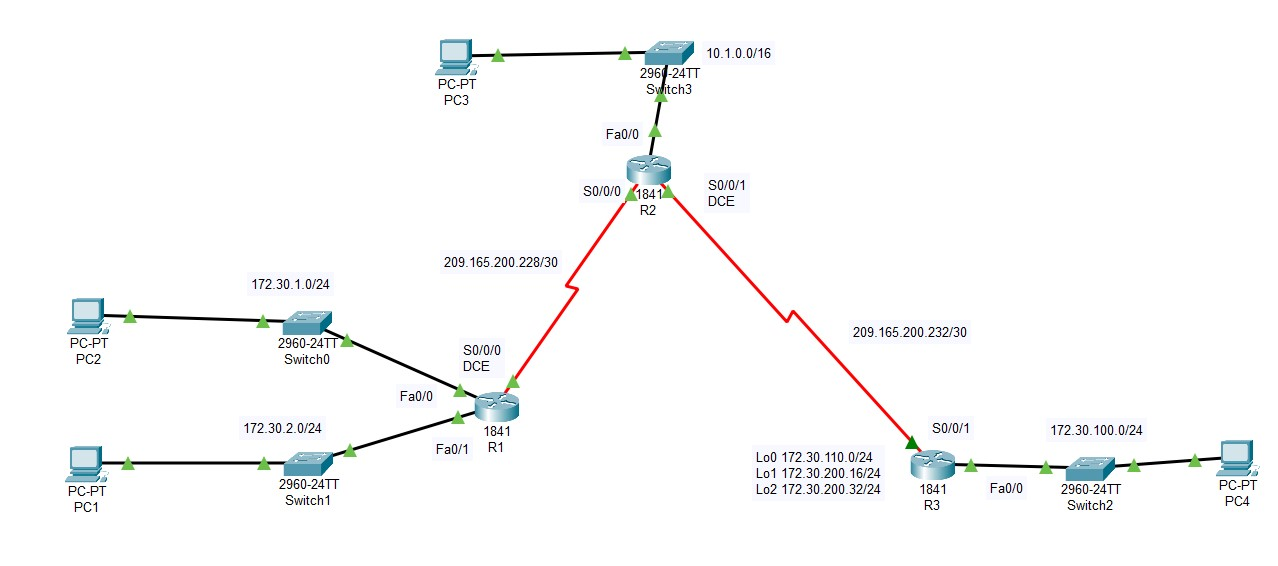 10.1.0.0/16
PC-PT
PC3
2960-24TT
Switch3
Fa0/0
S0/0/0
1841
R2
S0/0/1
DCE
209.165.200.228/30
172.30.1.0/24
PC-PT
PC2
2960-24TT
Switch0
S0/0/0
DCE
Fa0/0
209.165.200.232/30
172.30.2.0/24
Fa0/1
1841
R1
PC-PT
PC1
2960-24TT
Switch1
Lo0 172.30.110.0/24
Lo1 172.30.200.16/24
Lo2 172.30.200.32/24
S0/0/1
1841
R3
Fa0/0
172.30.100.0/24
2960-24TT
Switch2
PC-PT
PC4